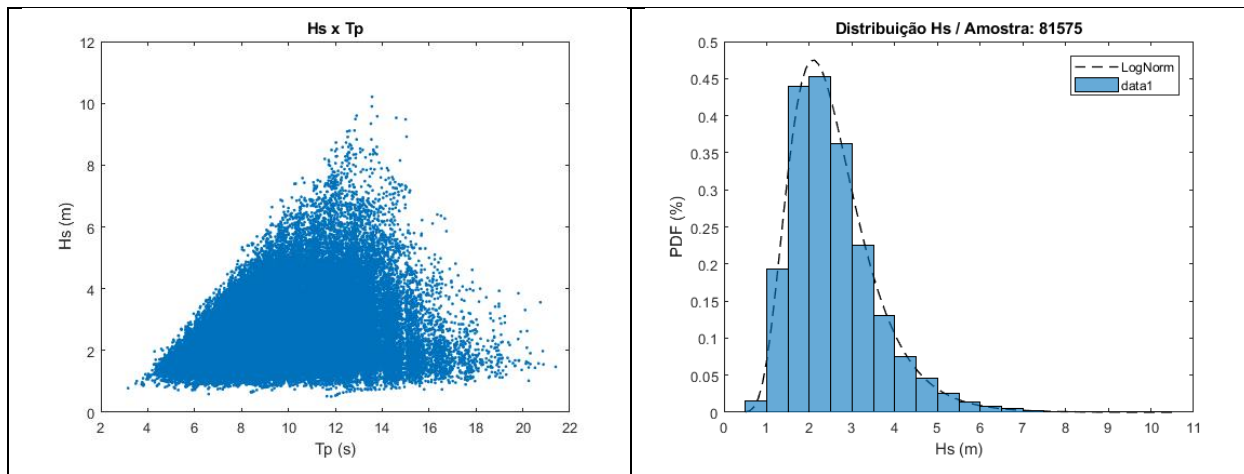 Hs x Tp
12
10
8
6
4
2
0
Hs (m)
2 4 6 8 10 12 14 16 18 20 22
Tp (s)
Distribuição Hs / Amostra: 81575
0.5
0.45
0.4
0.35
0.3
0.25
0.2
0.15
0.1
0.05
0
PDF (%)
LogNorm
data1
0 1 2 3 4 5 6 7 8 9 10 11
Hs (m)